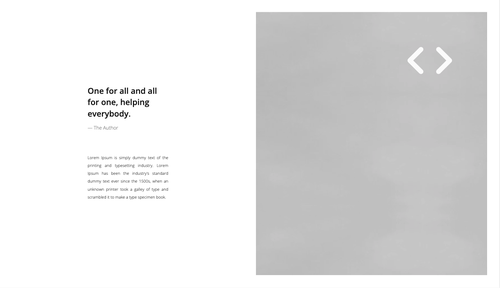 One for all and all
for one, helping
everybody.
— The Author
Lorem Ipsum is simply dummy text of the
printing and typesetting industry. Lorem
Ipsum has been the industry's standard
dummy text ever since the 1500s, when an
unknown printer took a galley of type and
scrambled it to make a type specimen book.